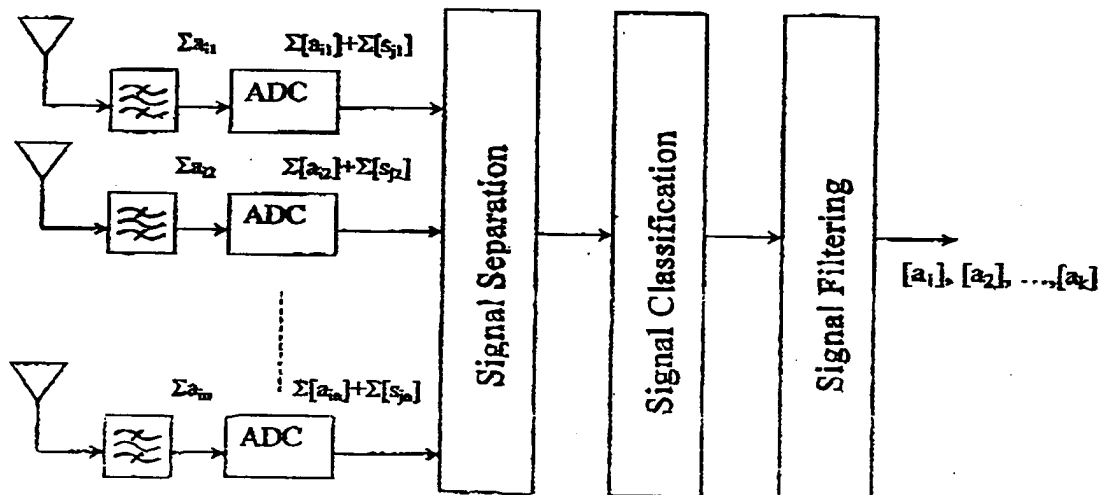 Σa_i1 Σ[a_i1]+Σ[s_j1]
ADC
Σa_i2 Σ[a_i2]+Σ[s_j2]
ADC
Σa_in Σ[a_in]+Σ[s_jn]
ADC
Signal Separation
Signal Classification
Signal Filtering
[a_1], [a_2], ...,[a_k]